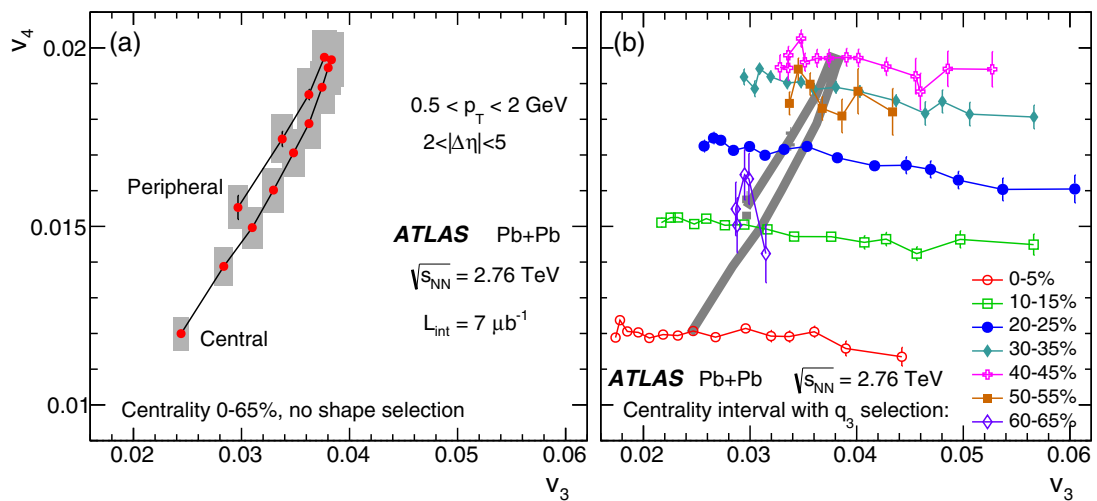 v₄
(a)
0.02
0.015
0.01
0.5 < p_T < 2 GeV
2<|Δη|<5
Peripheral
ATLAS Pb+Pb
√s_NN = 2.76 TeV
L_int = 7 μb⁻¹
Central
Centrality 0-65%, no shape selection
0.02 0.03 0.04 0.05 0.06
v₃
(b)
0-5%
10-15%
20-25%
30-35%
40-45%
50-55%
60-65%
ATLAS Pb+Pb √s_NN = 2.76 TeV
Centrality interval with q₃ selection:
0.02 0.03 0.04 0.05 0.06
v₃